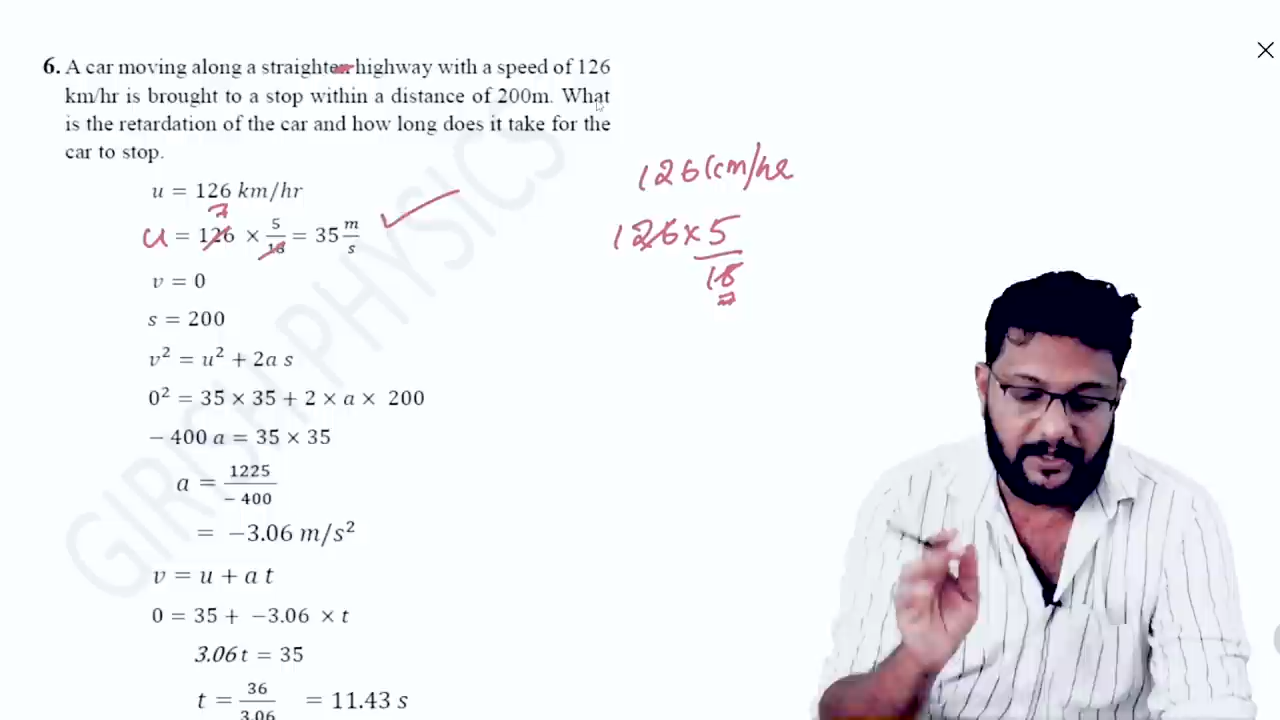 6. A car moving along a straighten highway with a speed of 126
km/hr is brought to a stop within a distance of 200m. What
is the retardation of the car and how long does it take for the
car to stop.
u = 126 km/hr
126 km/hr
7
u = 126 × 5/18 = 35 m/s
126 × 5
18
v = 0
s = 200
v² = u² + 2a s
0² = 35 × 35 + 2 × a × 200
− 400 a = 35 × 35
a = 1225/− 400
= −3.06 m/s²
v = u + a t
0 = 35 + −3.06 × t
3.06 t = 35
t = 36/3.06 = 11.43 s
GIRISH PHYSICS